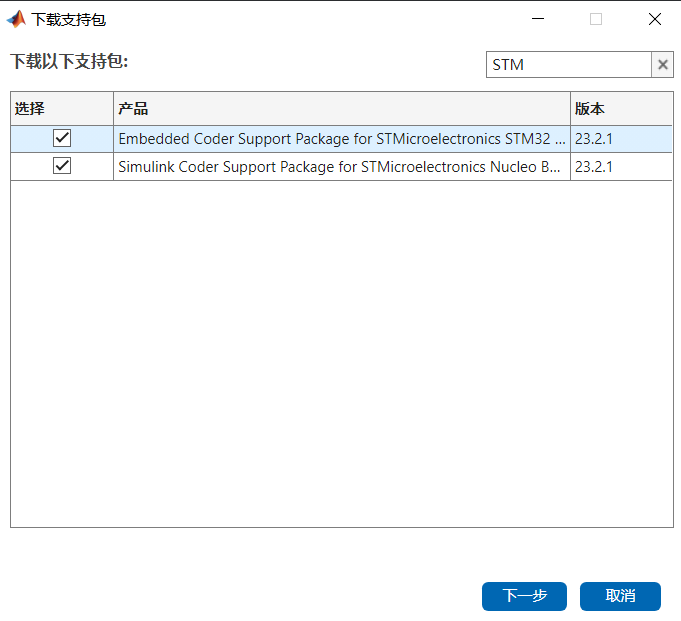 下载支持包
下载以下支持包:
STM
选择 产品 版本
Embedded Coder Support Package for STMicroelectronics STM32 ... 23.2.1
Simulink Coder Support Package for STMicroelectronics Nucleo B... 23.2.1
下一步 取消